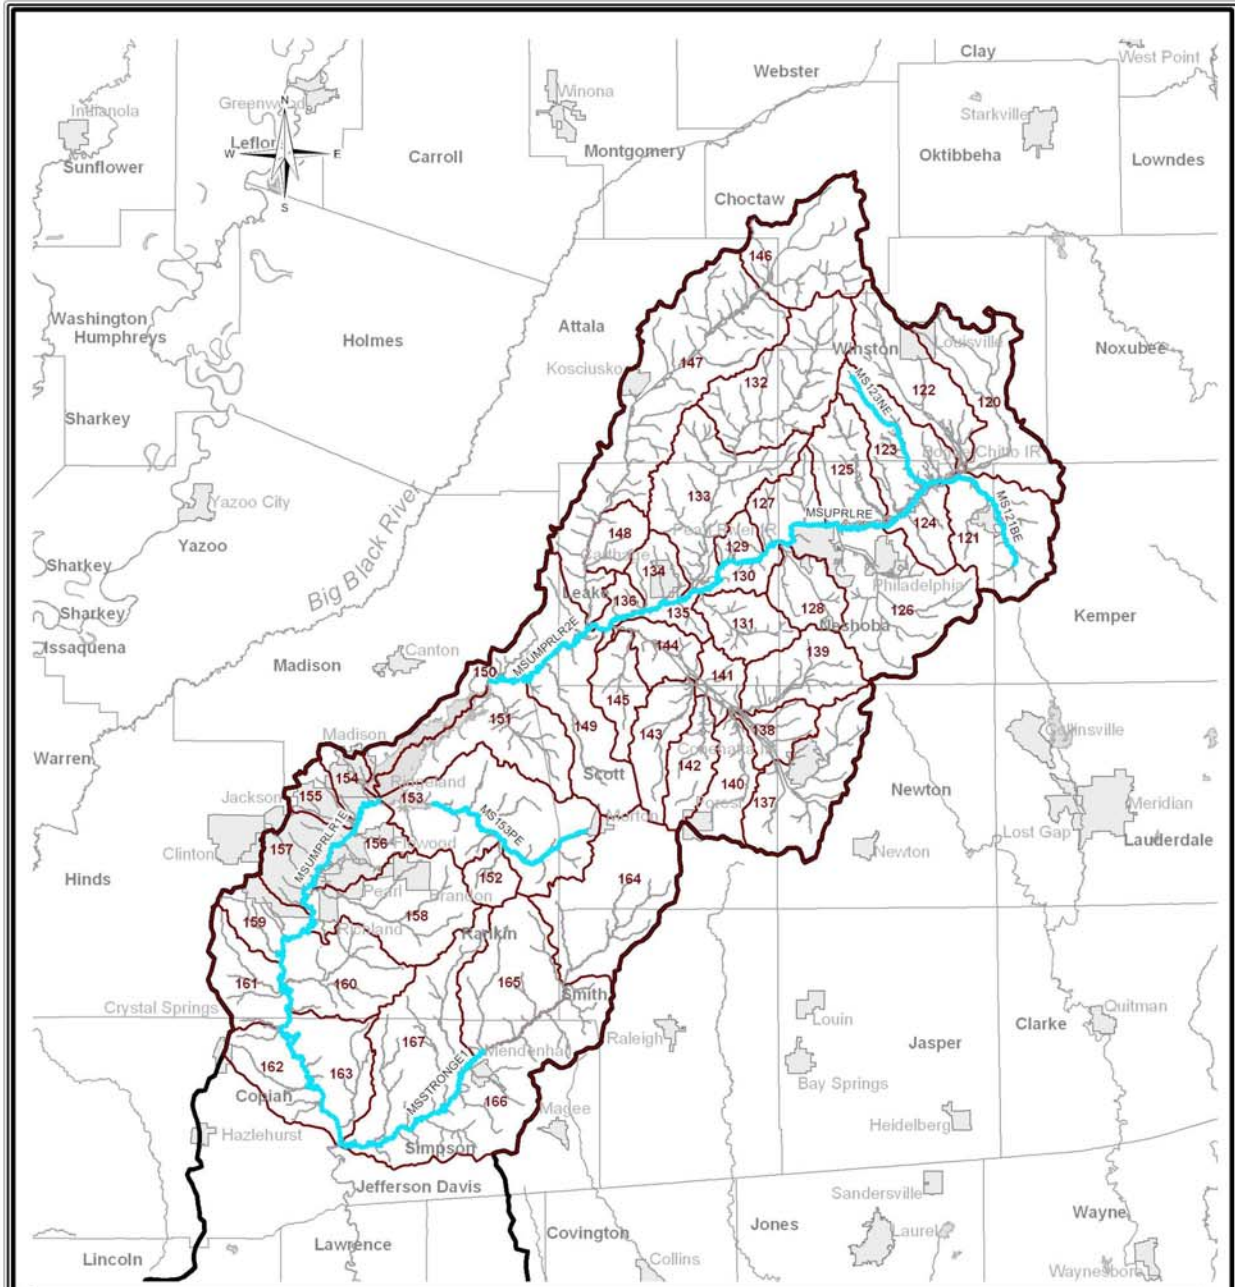 Clay
West Point
Webster
Indianola
Greenwood
Winona
Starkville
N
Leflor
W
E
Sunflower
Carroll
Montgomery
Oktibbeha
Lowndes
S
Choctaw
146
Washington
Humphreys
Attala
Holmes
Winston
Louisville
Noxubee
Kosciusko
147
132
MS123NE
122
120
Sharkey
123
Bogue Chitto IR
125
Yazoo City
133
127
MSUPRLRE
MS121BE
Yazoo
148
Pearl River IR
124
121
129
Carthage
Sharkey
134
130
Philadelphia
Big Black River
Leake
136
135
128
126
Sharkey
Kemper
131
Neshoba
Issaquena
144
139
Madison
Canton
150
MSUMPRLR2E
141
145
151
149
138
Collinsville
Madison
143
Conehatta IR
Warren
154
Ridgeland
Scott
142
140
155
153
137
Newton
Meridian
Jackson
MS153PE
Morton
Forest
Clinton
157
MSUMPRLR1E
156
Flowood
Lost Gap
Lauderdale
Newton
Hinds
Pearl
152
164
Brandon
159
158
Richland
Rankin
161
160
165
Smith
Crystal Springs
Louin
Quitman
Clarke
167
Raleigh
Jasper
Mendenhall
162
163
MSSTRONGE1
Bay Springs
Copiah
166
Magee
Hazlehurst
Heidelberg
Simpson
Jefferson Davis
Sandersville
Wayne
Jones
Laurel
Covington
Lincoln
Lawrence
Collins
Waynesboro